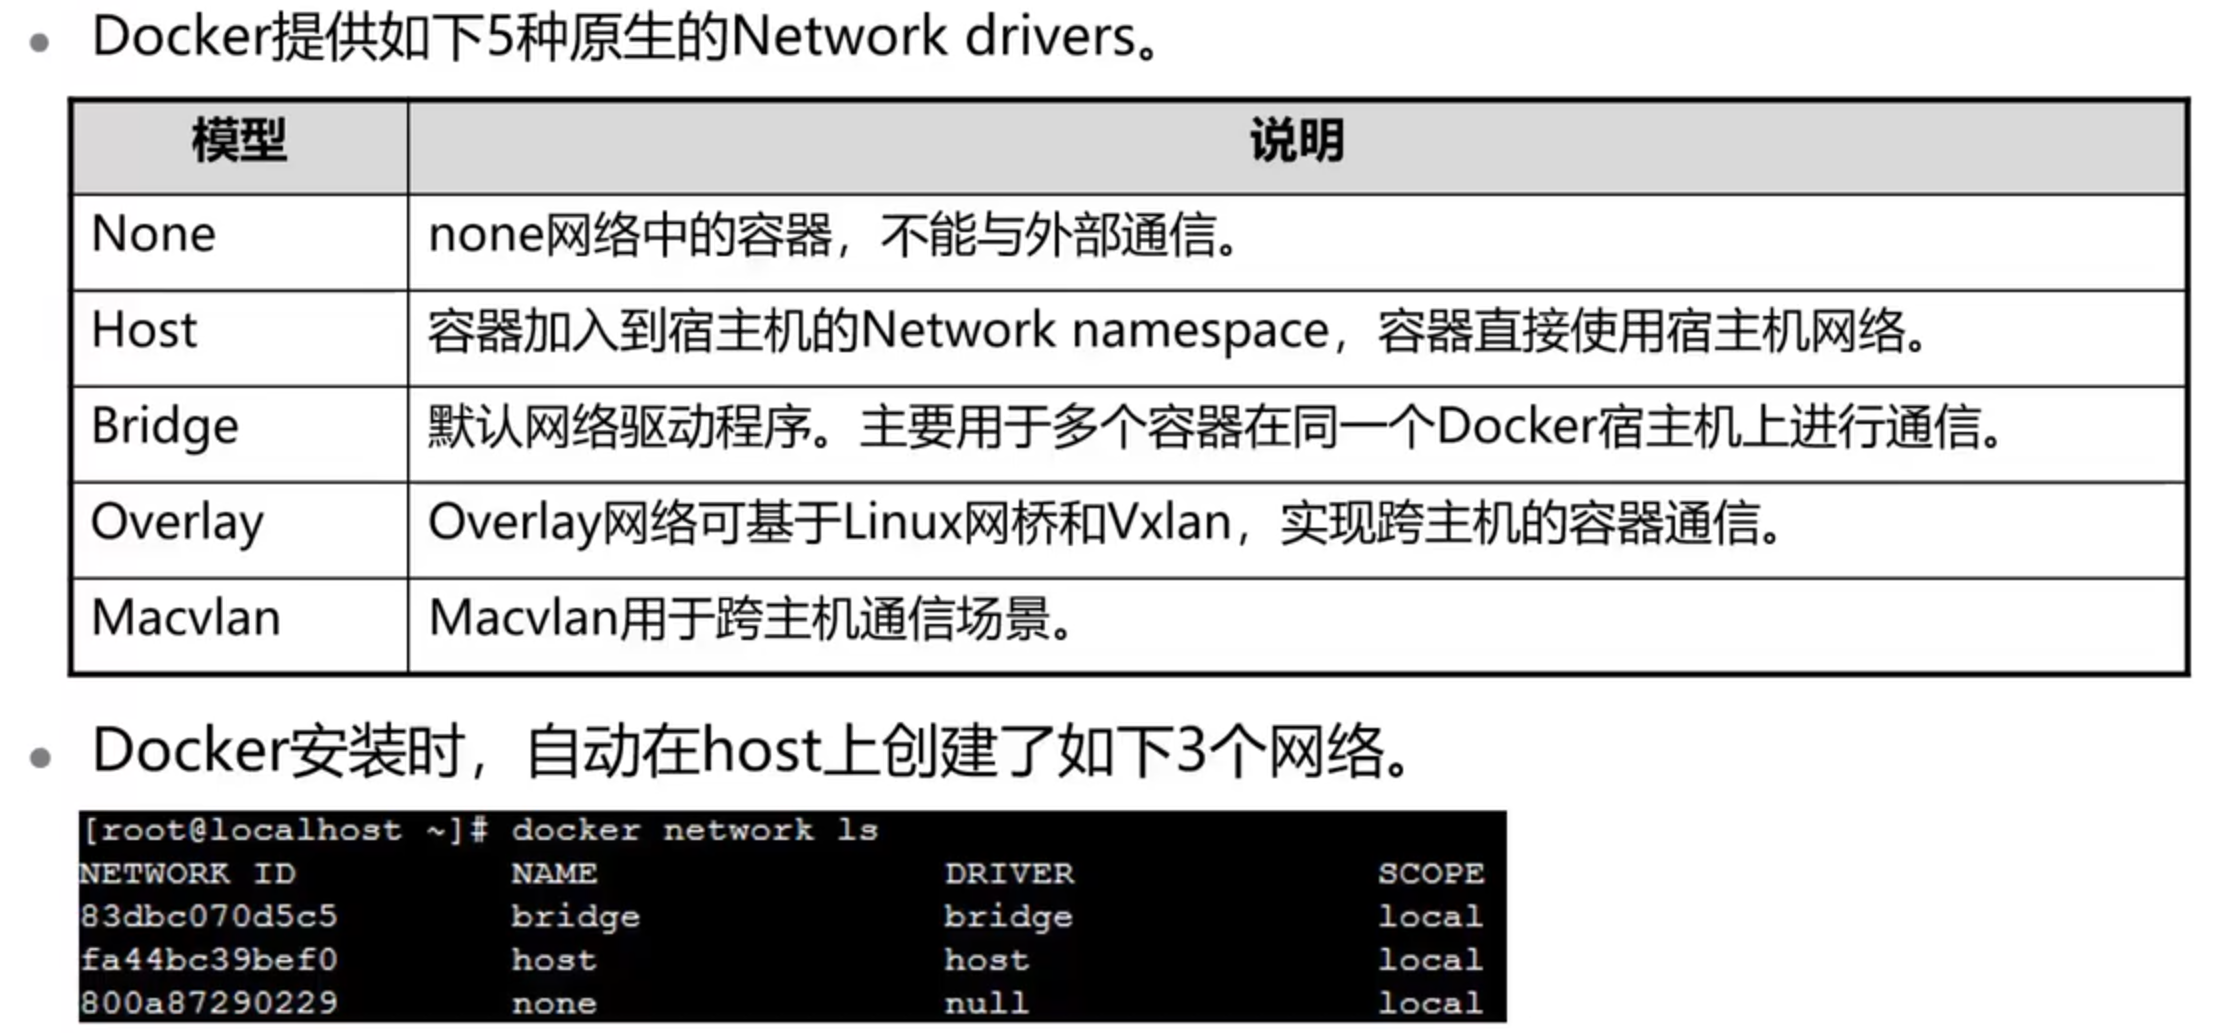 Docker提供如下5种原生的Network drivers。
模型 说明
None none网络中的容器，不能与外部通信。
Host 容器加入到宿主机的Network namespace，容器直接使用宿主机网络。
Bridge 默认网络驱动程序。主要用于多个容器在同一个Docker宿主机上进行通信。
Overlay Overlay网络可基于Linux网桥和Vxlan，实现跨主机的容器通信。
Macvlan Macvlan用于跨主机通信场景。
Docker安装时，自动在host上创建了如下3个网络。
[root@localhost ~]# docker network ls
NETWORK ID NAME DRIVER SCOPE
83dbc070d5c5 bridge bridge local
fa44bc39bef0 host host local
800a87290229 none null local